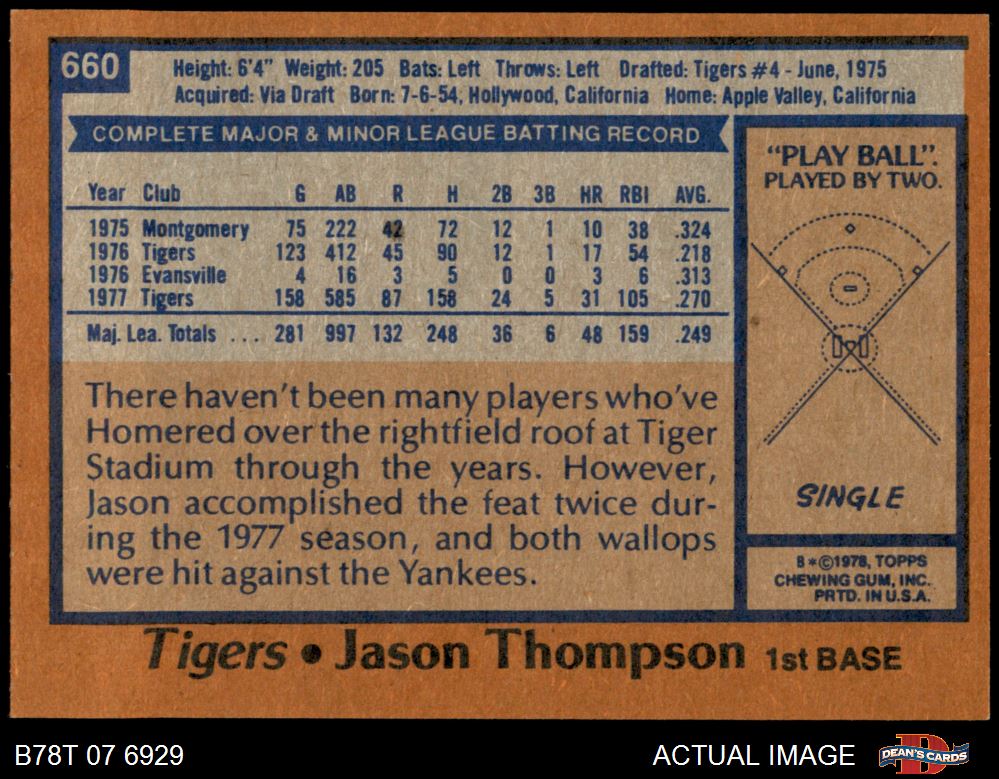 660
Height: 6'4" Weight: 205 Bats: Left Throws: Left Drafted: Tigers #4 - June, 1975
Acquired: Via Draft Born: 7-6-54, Hollywood, California Home: Apple Valley, California
COMPLETE MAJOR & MINOR LEAGUE BATTING RECORD
Year Club G AB R H 2B 3B HR RBI AVG.
1975 Montgomery 75 222 42 72 12 1 10 38 .324
1976 Tigers 123 412 45 90 12 1 17 54 .218
1976 Evansville 4 16 3 5 0 0 3 6 .313
1977 Tigers 158 585 87 158 24 5 31 105 .270
Maj. Lea. Totals ... 281 997 132 248 36 6 48 159 .249
There haven't been many players who've
Homered over the rightfield roof at Tiger
Stadium through the years. However,
Jason accomplished the feat twice dur-
ing the 1977 season, and both wallops
were hit against the Yankees.
"PLAY BALL".
PLAYED BY TWO.
SINGLE
B*©1978, TOPPS
CHEWING GUM, INC.
PRTD. IN U.S.A.
Tigers • Jason Thompson 1st BASE
B78T 07 6929
ACTUAL IMAGE
DEAN'S CARDS